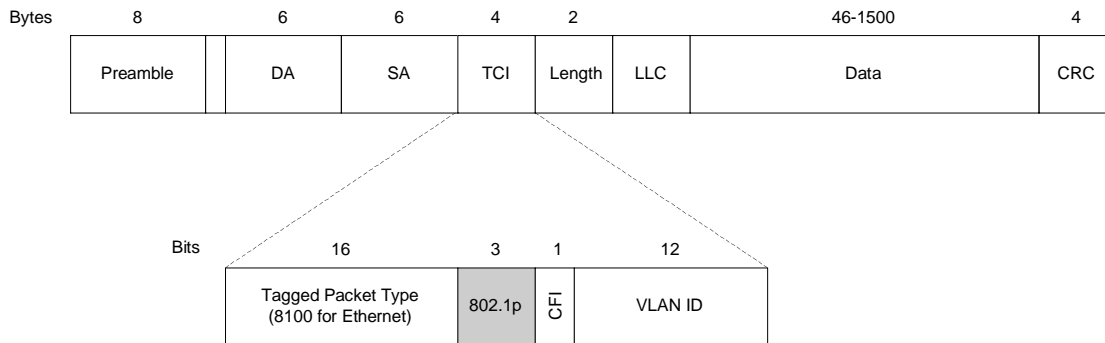 Bytes 8 6 6 4 2 46-1500 4
Preamble DA SA TCI Length LLC Data CRC
Bits 16 3 1 12
Tagged Packet Type
(8100 for Ethernet)
802.1p
CFI
VLAN ID